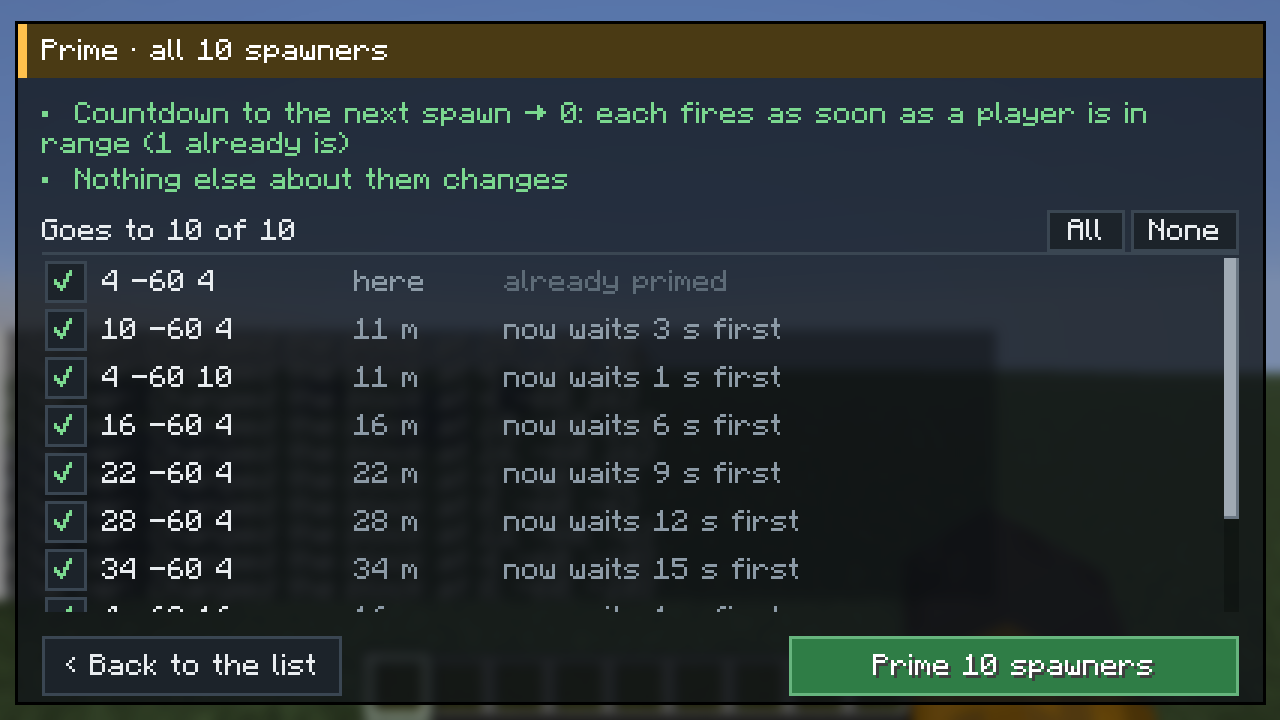 Prime · all 10 spawners
▪ Countdown to the next spawn → 0: each fires as soon as a player is in
range (1 already is)
▪ Nothing else about them changes
Goes to 10 of 10
All
None
4 -60 4 here already primed
10 -60 4 11 m now waits 3 s first
4 -60 10 11 m now waits 1 s first
16 -60 4 16 m now waits 6 s first
22 -60 4 22 m now waits 9 s first
28 -60 4 28 m now waits 12 s first
34 -60 4 34 m now waits 15 s first
< Back to the list
Prime 10 spawners